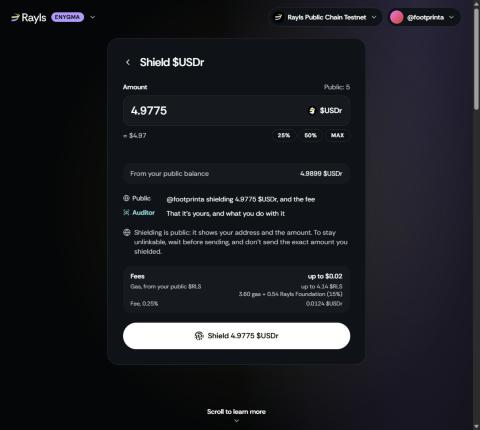 Rayls ENYGMA
Rayls Public Chain Testnet
@footprinta
Shield $USDr
Amount
Public: 5
4.9775
$USDr
≈ $4.97
25% 50% MAX
From your public balance
4.9899 $USDr
Public
@footprinta shielding 4.9775 $USDr, and the fee
Auditor
That it's yours, and what you do with it
Shielding is public: it shows your address and the amount. To stay
unlinkable, wait before sending, and don't send the exact amount you
shielded.
Fees
up to $0.02
Gas, from your public $RLS
up to 4.14 $RLS
3.60 gas + 0.54 Rayls Foundation (15%)
Fee, 0.25%
0.0124 $USDr
Shield 4.9775 $USDr
Scroll to learn more